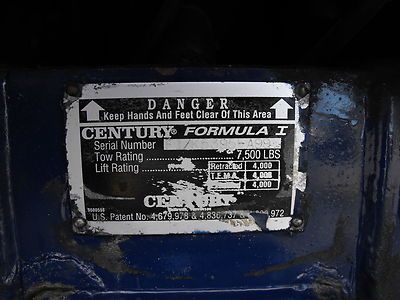 DANGER
Keep Hands And Feet Clear Of This Area
CENTURY® FORMULA I
Serial Number
Tow Rating 7,500 LBS
Lift Rating Retracted 4,000
T.E.M.A. 4,000
4,000
CENTURY
U.S. Patent No. 4,679,978 & 4,836,737 & 972